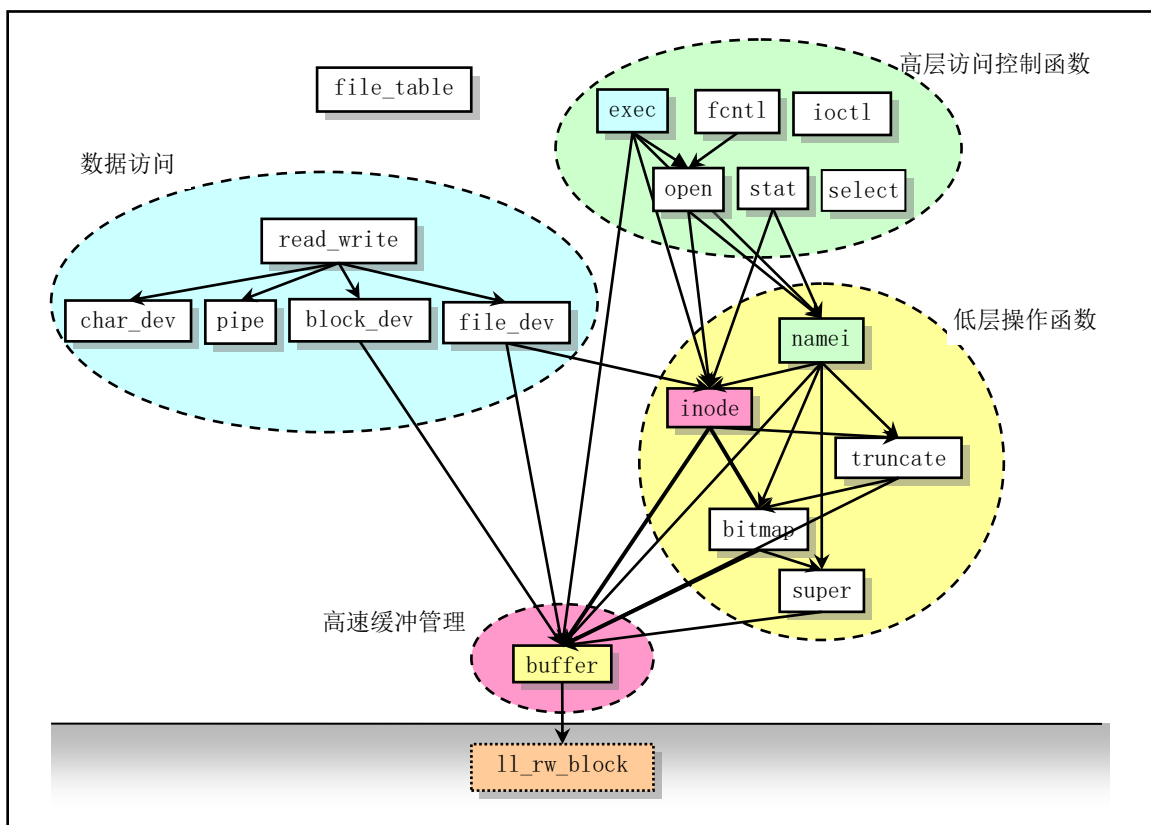 高层访问控制函数
file_table
exec
fcntl
ioctl
数据访问
open
stat
select
read_write
char_dev
pipe
block_dev
file_dev
低层操作函数
namei
inode
truncate
bitmap
super
高速缓冲管理
buffer
ll_rw_block